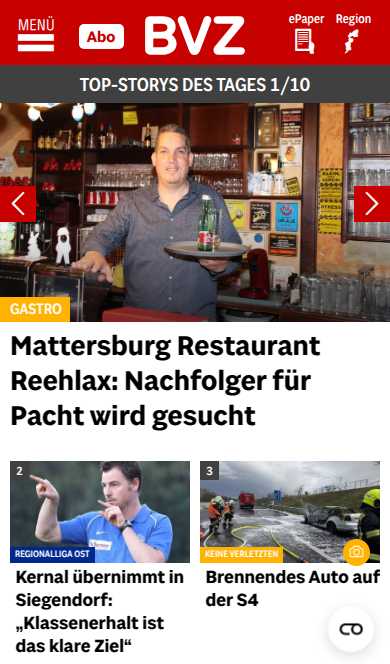 MENÜ
Abo
BVZ
ePaper
Region
TOP-STORYS DES TAGES 1/10
GASTRO
Mattersburg Restaurant
Reehlax: Nachfolger für
Pacht wird gesucht
2
REGIONALLIGA OST
Kernal übernimmt in
Siegendorf:
„Klassenerhalt ist
das klare Ziel“
3
KEINE VERLETZTEN
Brennendes Auto auf
der S4